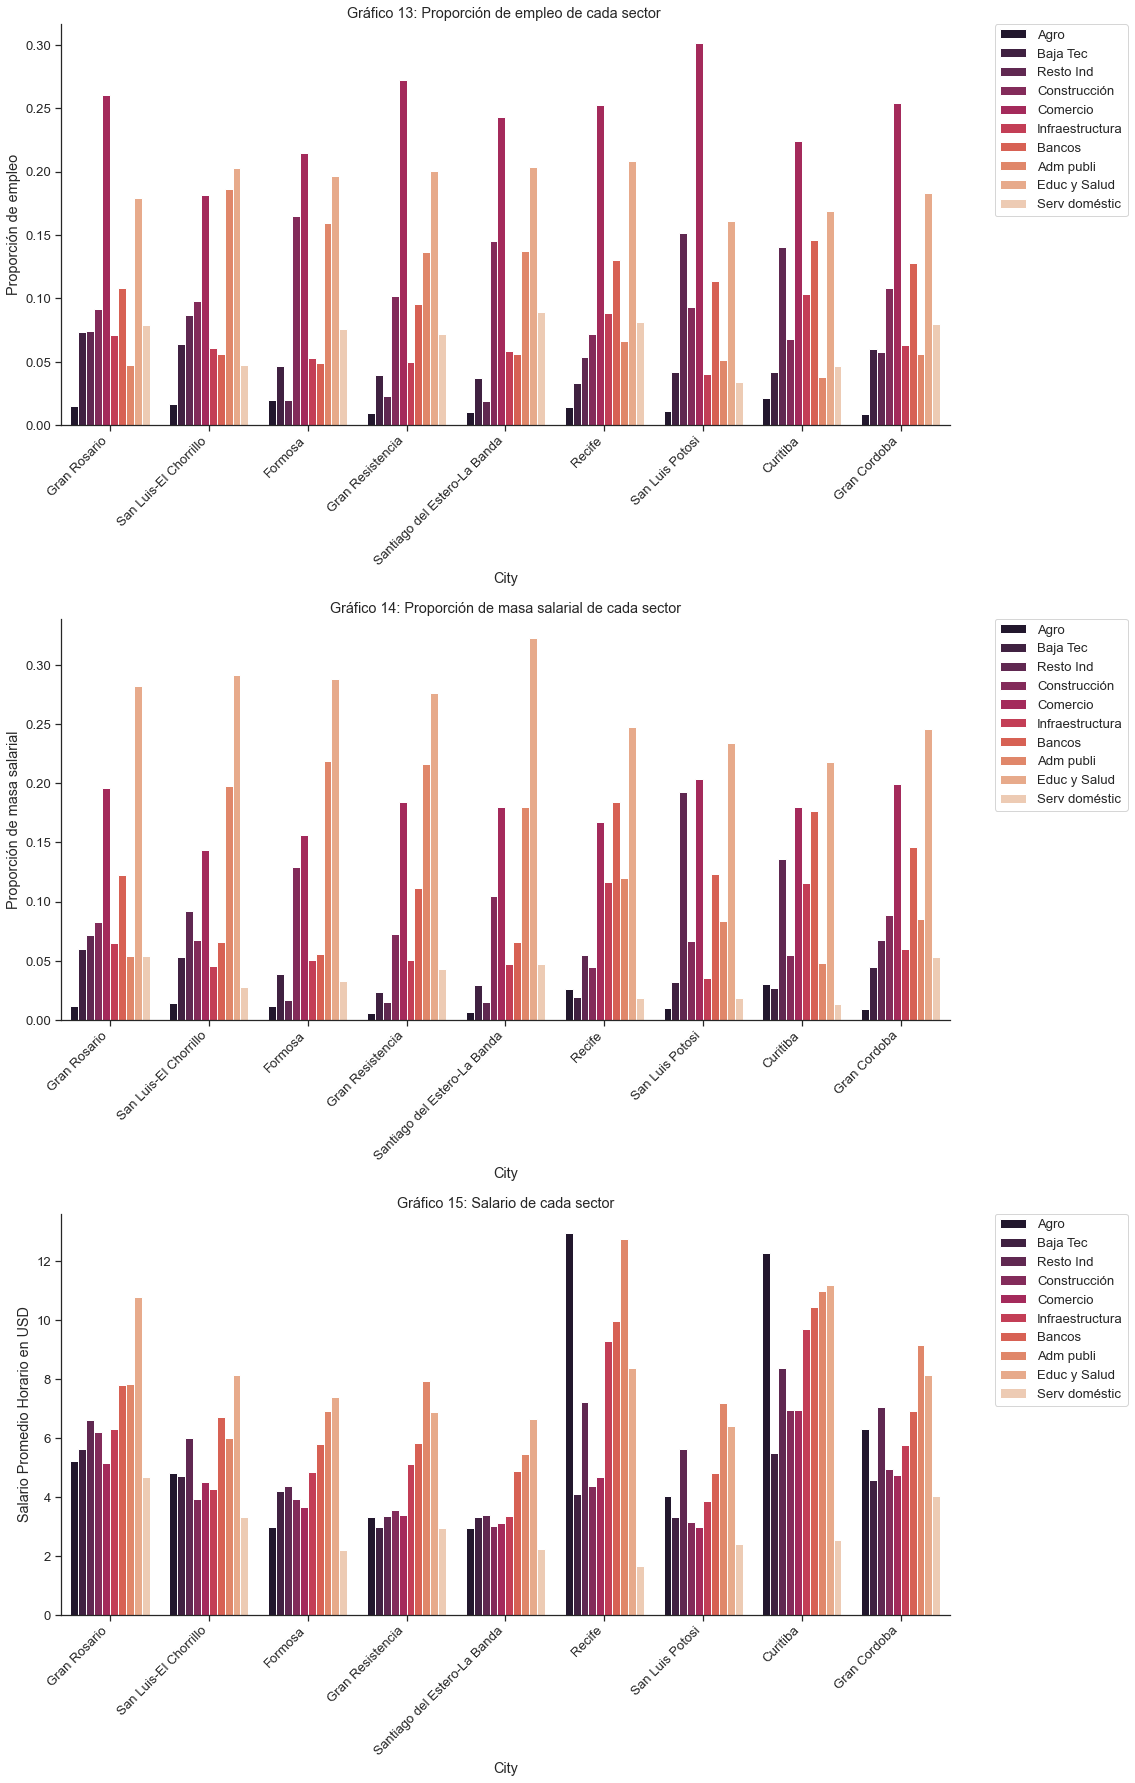 Gráfico 13: Proporción de empleo de cada sector
Proporción de empleo
0.30
0.25
0.20
0.15
0.10
0.05
0.00
Gran Rosario
San Luis-El Chorrillo
Formosa
Gran Resistencia
Santiago del Estero-La Banda
Recife
San Luis Potosi
Curitiba
Gran Cordoba
City
Agro
Baja Tec
Resto Ind
Construcción
Comercio
Infraestructura
Bancos
Adm publi
Educ y Salud
Serv doméstic
Gráfico 14: Proporción de masa salarial de cada sector
Proporción de masa salarial
0.30
0.25
0.20
0.15
0.10
0.05
0.00
Gran Rosario
San Luis-El Chorrillo
Formosa
Gran Resistencia
Santiago del Estero-La Banda
Recife
San Luis Potosi
Curitiba
Gran Cordoba
City
Agro
Baja Tec
Resto Ind
Construcción
Comercio
Infraestructura
Bancos
Adm publi
Educ y Salud
Serv doméstic
Gráfico 15: Salario de cada sector
Salario Promedio Horario en USD
12
10
8
6
4
2
0
Gran Rosario
San Luis-El Chorrillo
Formosa
Gran Resistencia
Santiago del Estero-La Banda
Recife
San Luis Potosi
Curitiba
Gran Cordoba
City
Agro
Baja Tec
Resto Ind
Construcción
Comercio
Infraestructura
Bancos
Adm publi
Educ y Salud
Serv doméstic